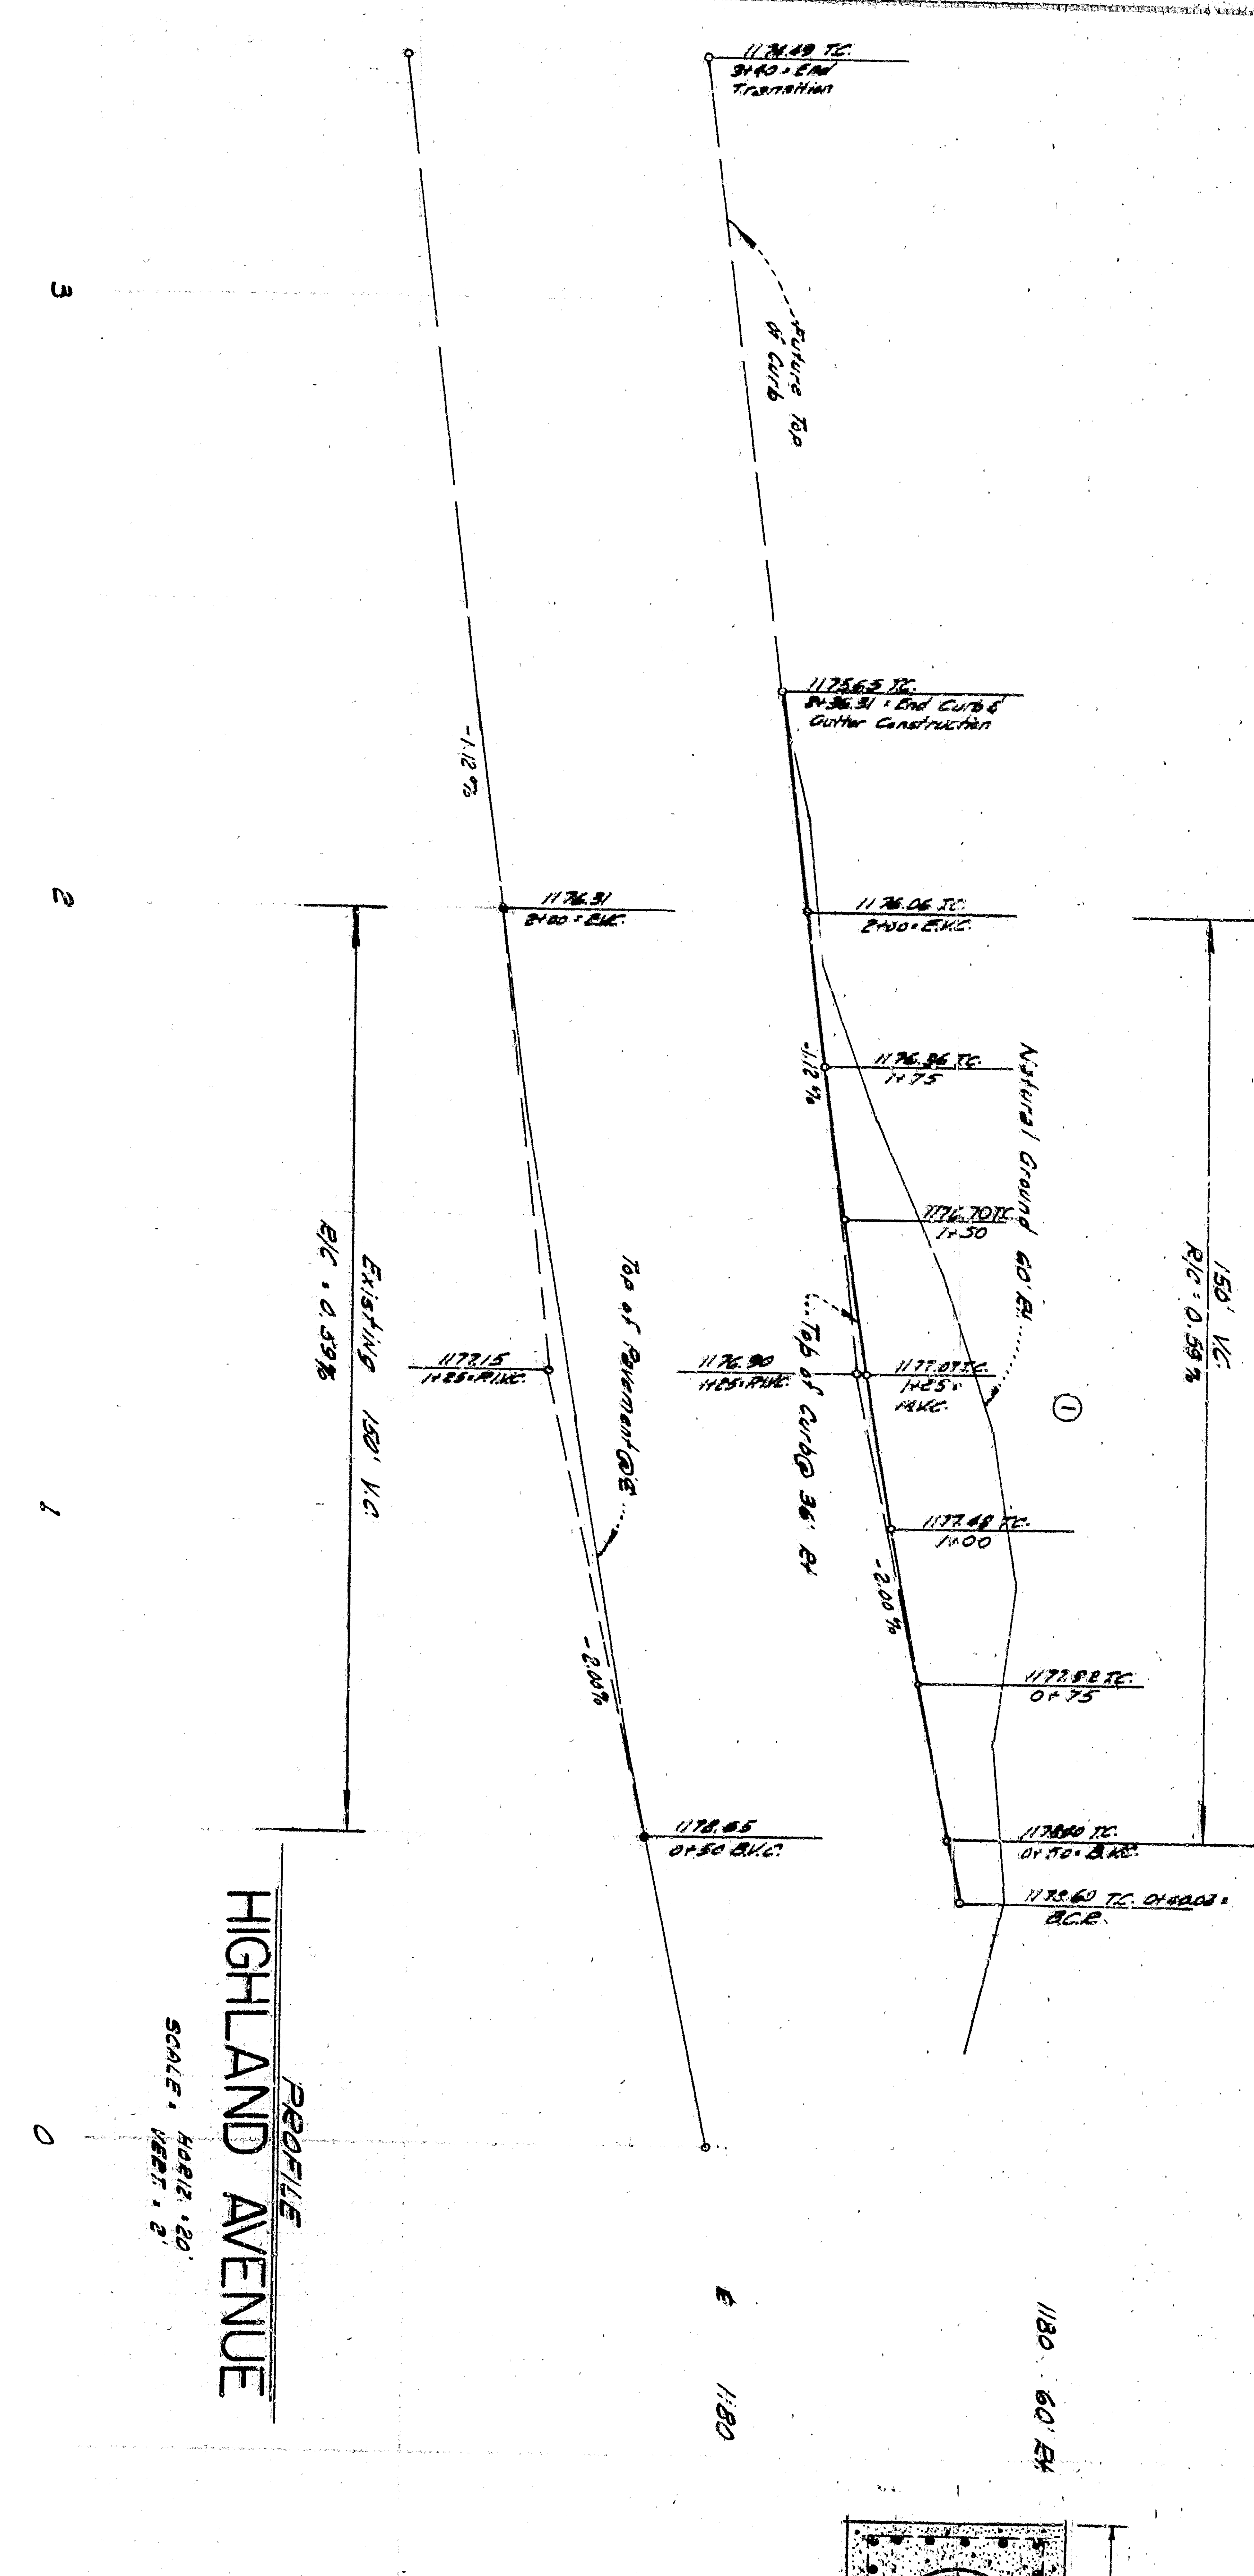 1174.49 T.C.
3+40 = End
Transition
3
Future Top
of Curb
1175.65 T.C.
2+36.31 = End Curb &
Gutter Construction
-1.12 %
2
1176.31
2+00 = E.V.C.
1176.06 T.C.
2+00 = E.V.C.
-1.12 %
1176.36 T.C.
1+75
Natural Ground 60' Rt.
1176.70 T.C.
1+50
150' V.C.
R/C = 0.59 %
Existing 150' V.C.
R/C = 0.59 %
1177.15
1+25 = P.I.V.C.
Top of Pavement @ ℄
1176.90
1+25 = P.I.V.C.
Top of Curb @ 36' Rt
1177.07 T.C.
1+25 =
M.V.C.
1
1
1177.48 T.C.
1+00
-2.00 %
-2.00 %
1177.82 T.C.
0+75
1178.65
0+50 B.V.C.
1178.40 T.C.
0+50 = B.V.C.
1178.60 T.C. 0+40.03 =
B.C.R.
PROFILE
HIGHLAND AVENUE
SCALE = HORIZ. = 20'
VERT. = 2'
0
℄ 1180
1180 60' Rt.